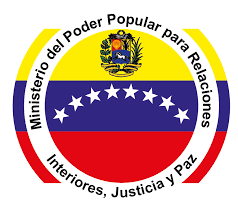 Ministerio del Poder Popular para Relaciones
Interiores, Justicia y Paz